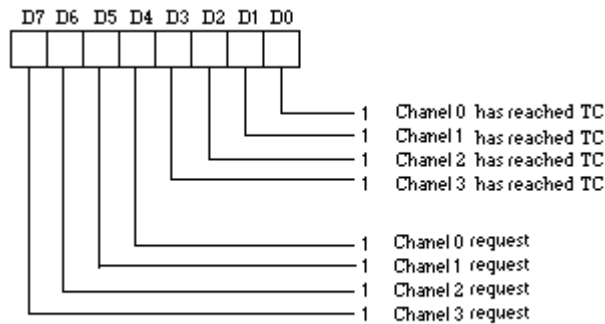 D7 D6 D5 D4 D3 D2 D1 D0
1 Chanel 0 has reached TC
1 Chanel 1 has reached TC
1 Chanel 2 has reached TC
1 Chanel 3 has reached TC
1 Chanel 0 request
1 Chanel 1 request
1 Chanel 2 request
1 Chanel 3 request